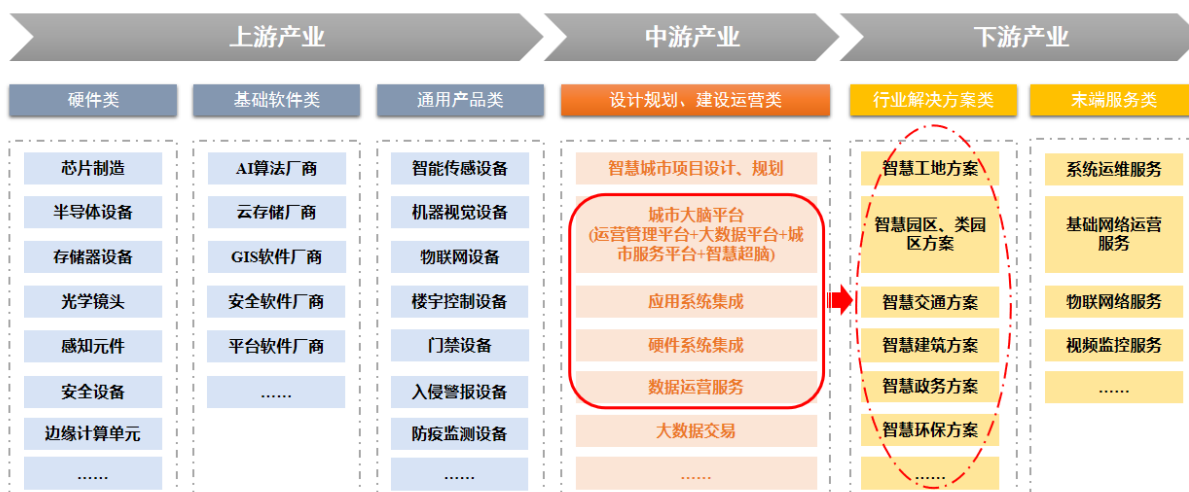 上游产业
中游产业
下游产业
硬件类
基础软件类
通用产品类
设计规划、建设运营类
行业解决方案类
末端服务类
芯片制造
半导体设备
存储器设备
光学镜头
感知元件
安全设备
边缘计算单元
......
AI算法厂商
云存储厂商
GIS软件厂商
安全软件厂商
平台软件厂商
......
智能传感设备
机器视觉设备
物联网设备
楼宇控制设备
门禁设备
入侵警报设备
防疫监测设备
......
智慧城市项目设计、规划
城市大脑平台
(运营管理平台+大数据平台+城
市服务平台+智慧超脑)
应用系统集成
硬件系统集成
数据运营服务
大数据交易
......
智慧工地方案
智慧园区、类园
区方案
智慧交通方案
智慧建筑方案
智慧政务方案
智慧环保方案
......
系统运维服务
基础网络运营
服务
物联网络服务
视频监控服务
......